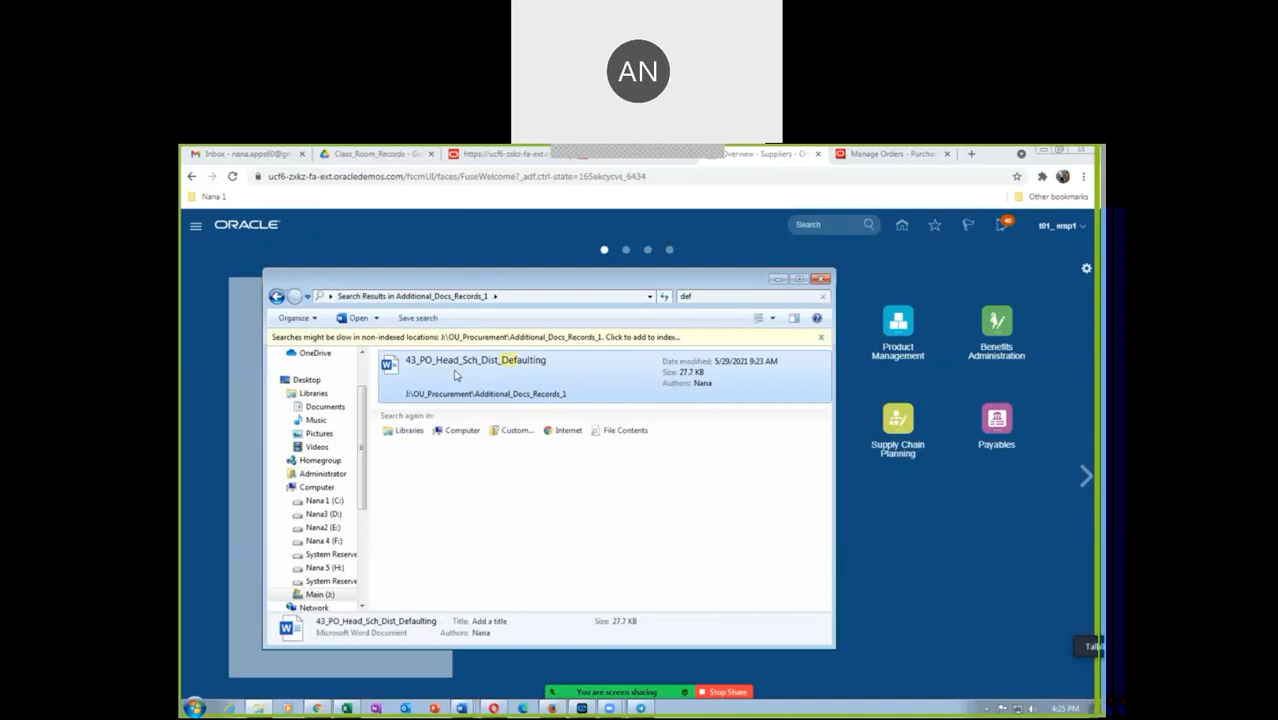 AN
Inbox - nana.apps60@gm
Class_Room_Records - Go
https://ucf6-zxkz-fa-ext.oracledem
Overview - Suppliers - Or
Manage Orders - Purchas
ucf6-zxkz-fa-ext.oracledemos.com/fscmUI/faces/FuseWelcome?_adf.ctrl-state=165ekcycvs_6434
Nana 1
Other bookmarks
ORACLE
Search
40
t01_ emp1
Search Results in Additional_Docs_Records_1
def
Organize
Open
Save search
Searches might be slow in non-indexed locations: J:\OU_Procurement\Additional_Docs_Records_1. Click to add to index...
OneDrive
Desktop
Libraries
Documents
Music
Pictures
Videos
Homegroup
Administrator
Computer
Nana 1 (C:)
Nana3 (D:)
Nana2 (E:)
Nana 4 (F:)
System Reserve
Nana 5 (H:)
System Reserve
Main (J:)
Network
43_PO_Head_Sch_Dist_Defaulting
J:\OU_Procurement\Additional_Docs_Records_1
Date modified: 5/29/2021 9:23 AM
Size: 27.7 KB
Authors: Nana
Search again in:
Libraries
Computer
Custom...
Internet
File Contents
43_PO_Head_Sch_Dist_Defaulting
Microsoft Word Document
Title: Add a title
Authors: Nana
Size: 27.7 KB
Product Management
Benefits Administration
Supply Chain Planning
Payables
You are screen sharing
Stop Share
4:25 PM